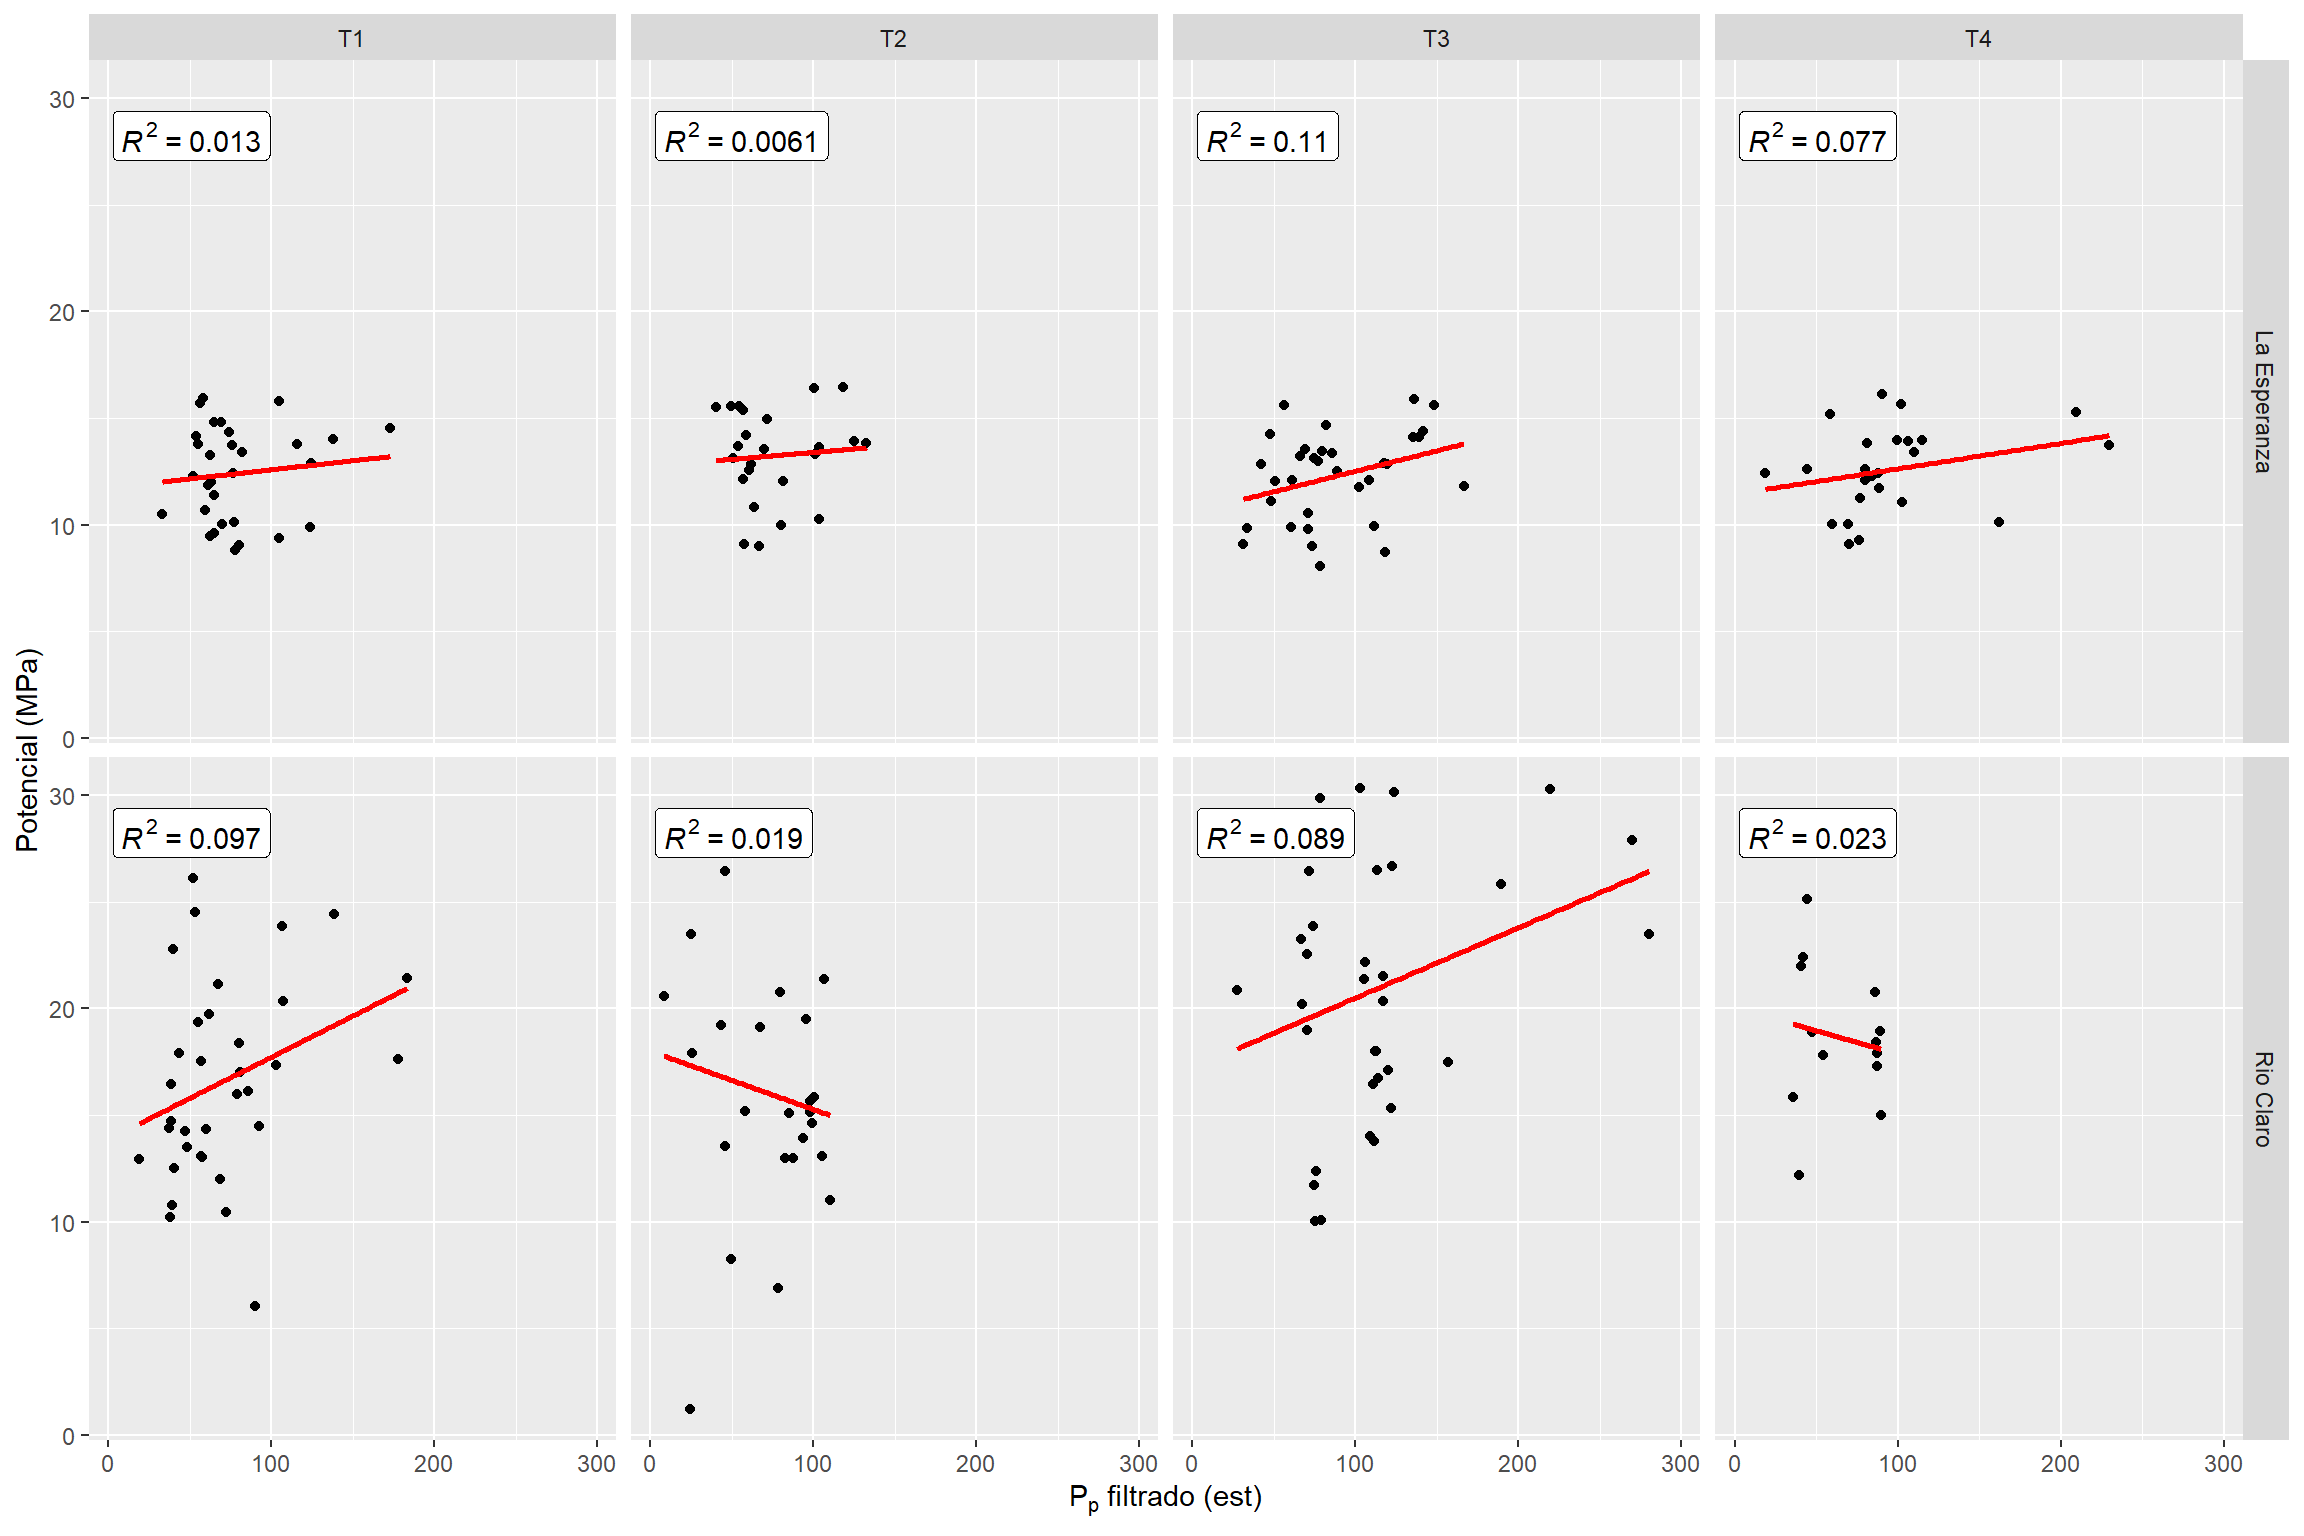 T1 T2 T3 T4
30
R² = 0.013 R² = 0.0061 R² = 0.11 R² = 0.077
20
10
0
La Esperanza
Potencial (MPa)
30
R² = 0.097 R² = 0.019 R² = 0.089 R² = 0.023
20
10
0
Rio Claro
0 100 200 300 0 100 200 300 0 100 200 300 0 100 200 300
Pₚ filtrado (est)